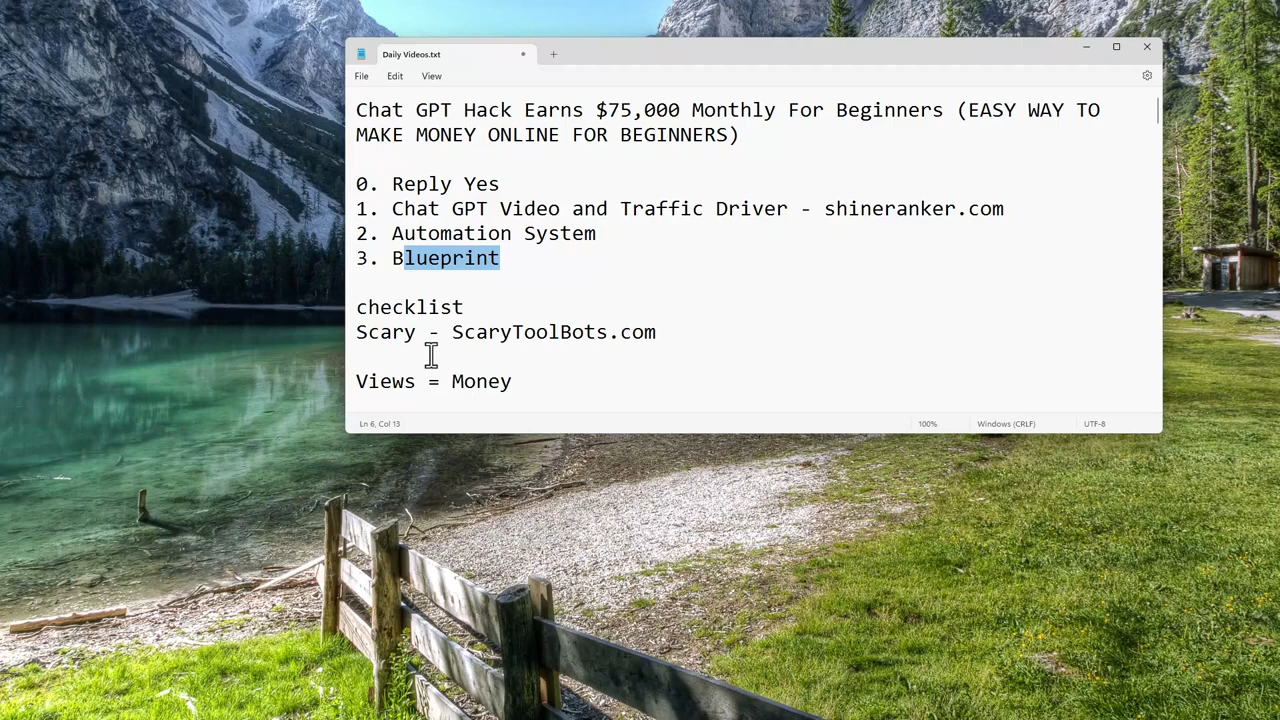 Daily Videos.txt
File Edit View
Chat GPT Hack Earns $75,000 Monthly For Beginners (EASY WAY TO
MAKE MONEY ONLINE FOR BEGINNERS)
0. Reply Yes
1. Chat GPT Video and Traffic Driver - shineranker.com
2. Automation System
3. Blueprint
checklist
Scary - ScaryToolBots.com
Views = Money
Ln 6, Col 13 100% Windows (CRLF) UTF-8